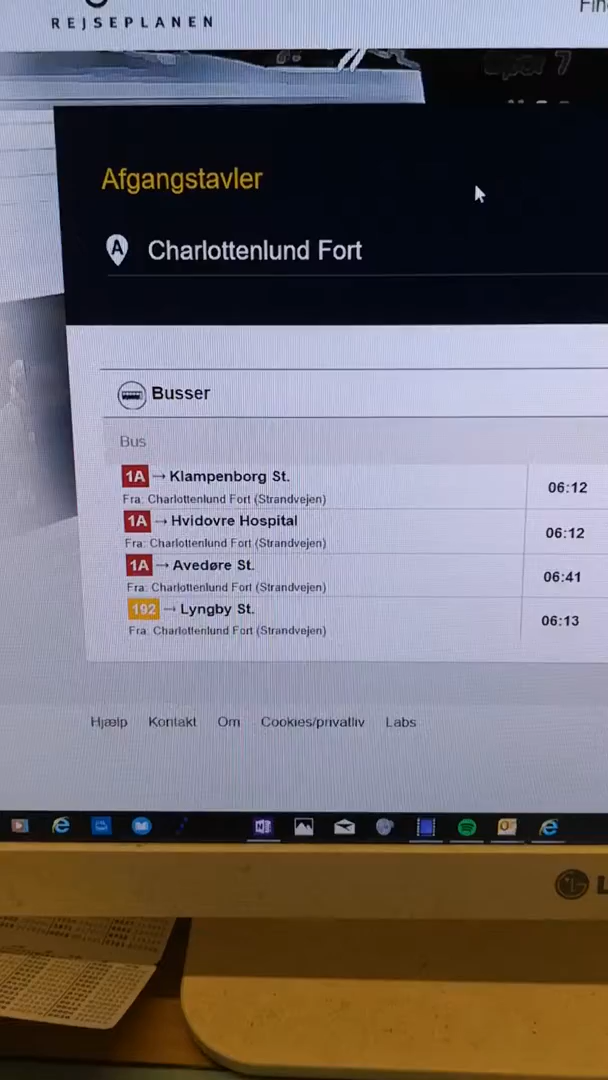 REJSEPLANEN
Afgangstavler
A Charlottenlund Fort
Busser
Bus
1A → Klampenborg St. 06:12
Fra: Charlottenlund Fort (Strandvejen)
1A → Hvidovre Hospital 06:12
Fra: Charlottenlund Fort (Strandvejen)
1A → Avedøre St. 06:41
Fra: Charlottenlund Fort (Strandvejen)
192 → Lyngby St. 06:13
Fra: Charlottenlund Fort (Strandvejen)
Hjælp Kontakt Om Cookies/privatliv Labs